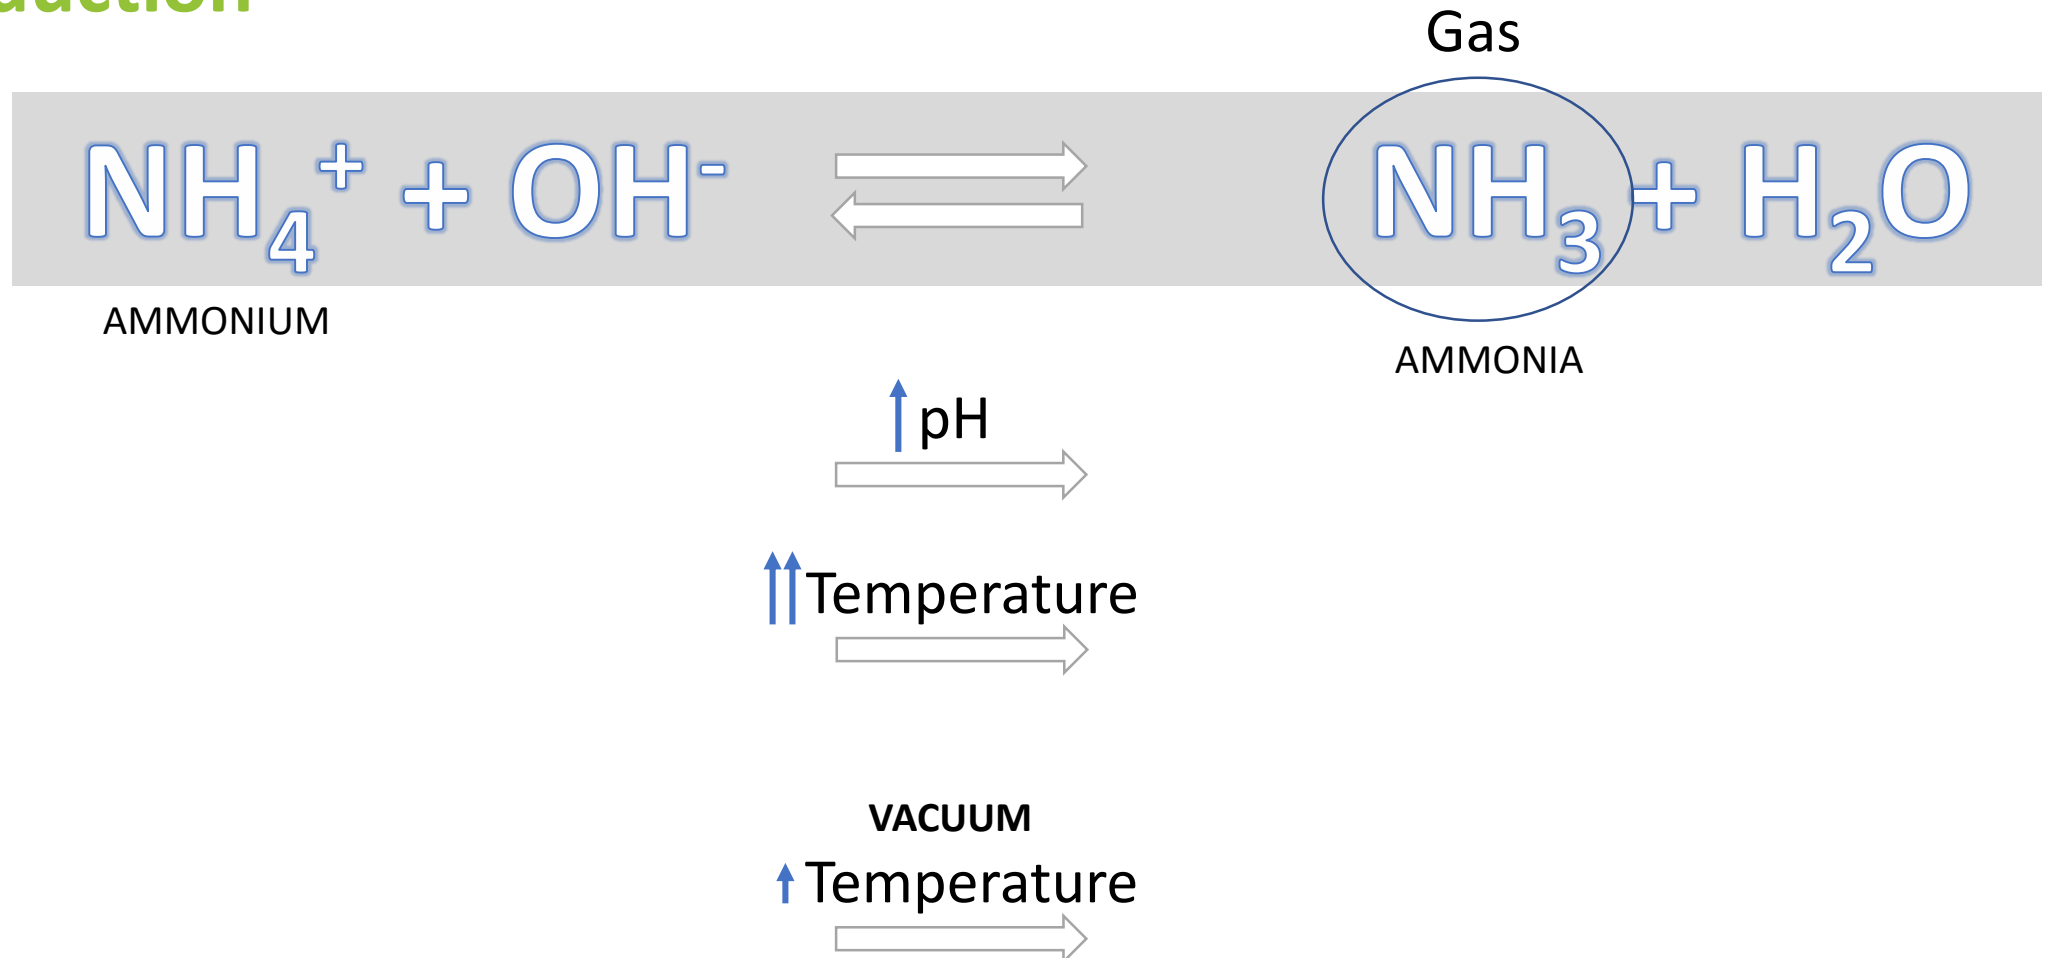 Gas
NH₄⁺ + OH⁻ NH₃ + H₂O
AMMONIUM
AMMONIA
pH
Temperature
VACUUM
Temperature